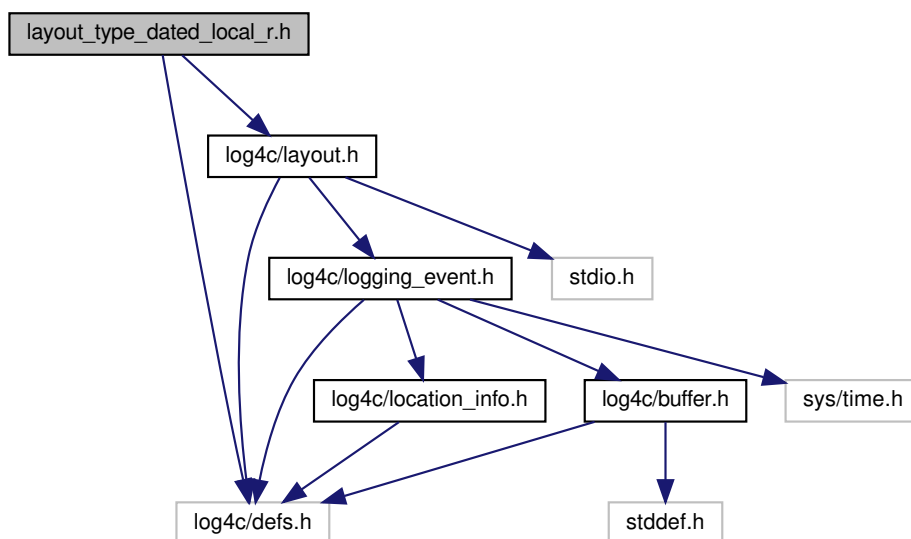 layout_type_dated_local_r.h
log4c/layout.h
log4c/logging_event.h
stdio.h
log4c/location_info.h
log4c/buffer.h
sys/time.h
log4c/defs.h
stddef.h